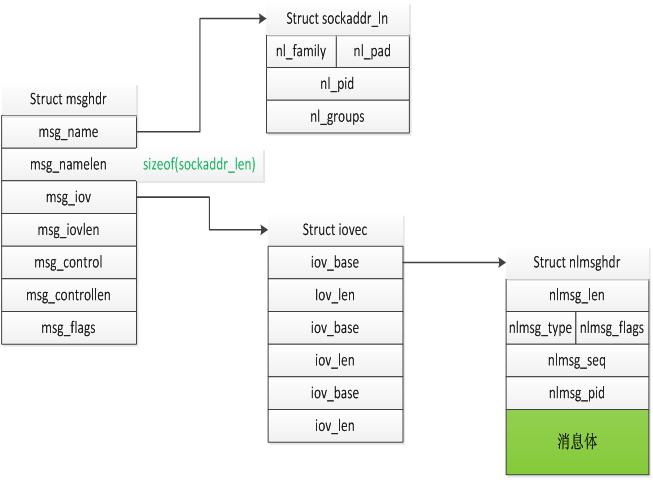 Struct sockaddr_ln
nl_family nl_pad
nl_pid
nl_groups
Struct msghdr
msg_name
msg_namelen sizeof(sockaddr_len)
msg_iov
msg_iovlen
msg_control
msg_controllen
msg_flags
Struct iovec
iov_base
Iov_len
iov_base
iov_len
iov_base
iov_len
Struct nlmsghdr
nlmsg_len
nlmsg_type nlmsg_flags
nlmsg_seq
nlmsg_pid
消息体